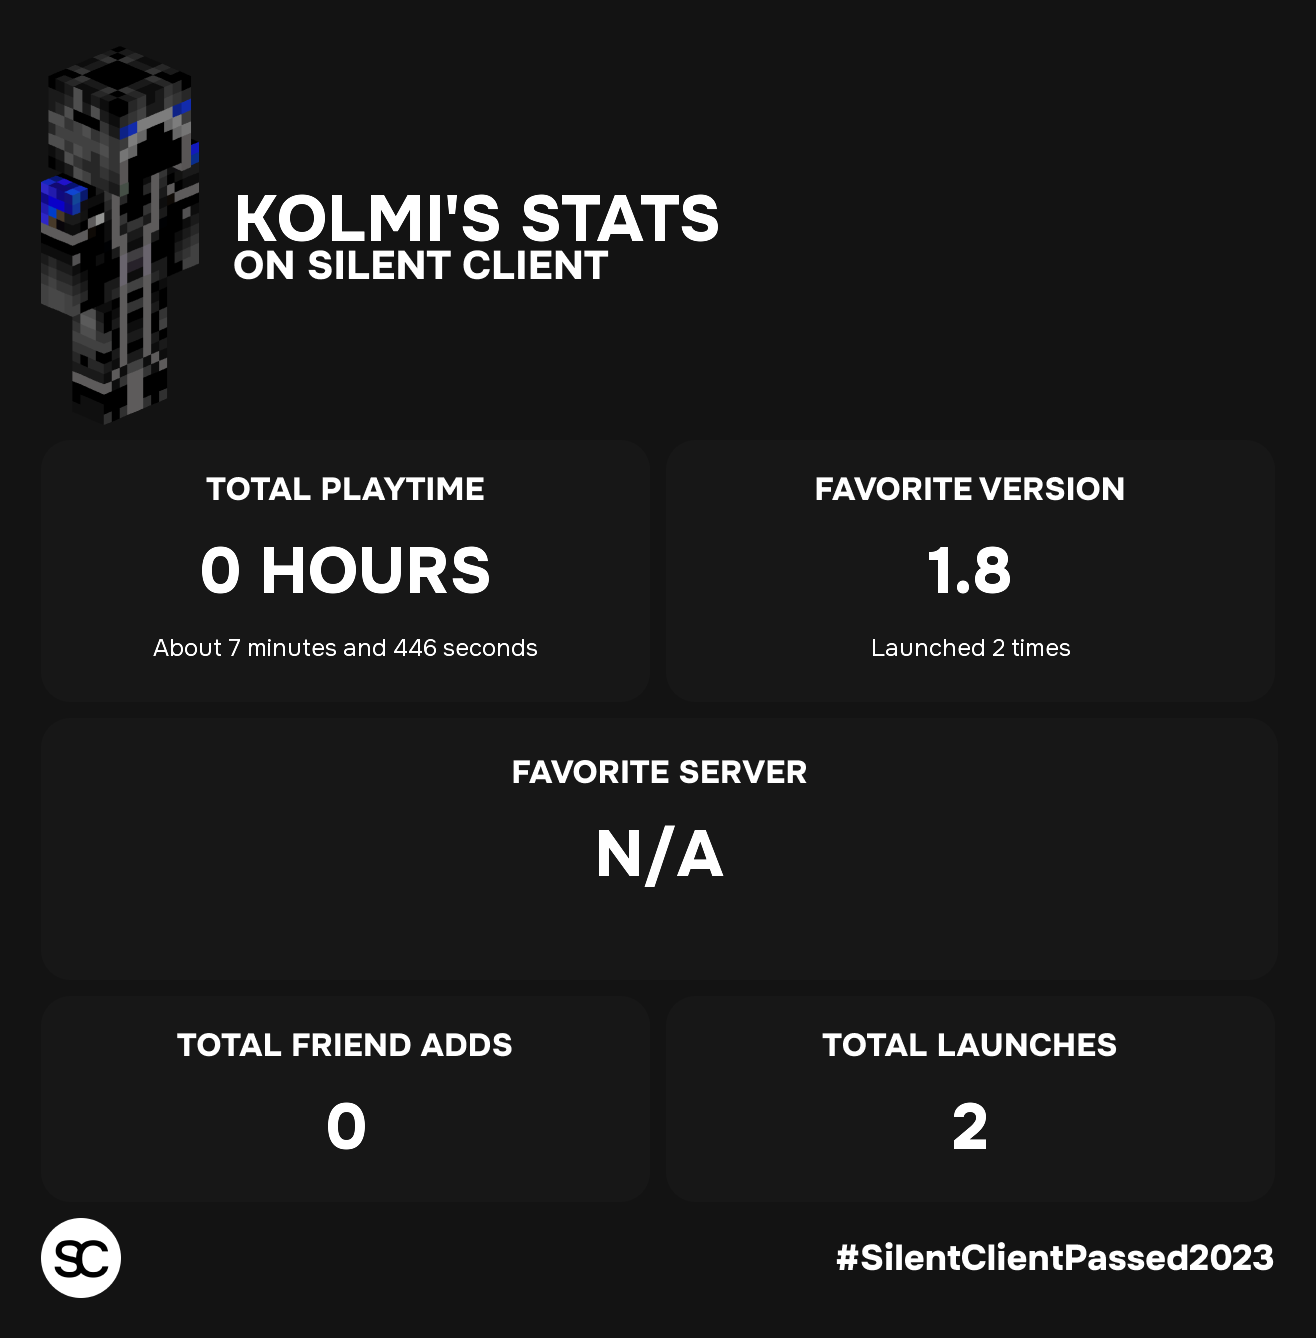 KOLMI'S STATS
ON SILENT CLIENT
TOTAL PLAYTIME
0 HOURS
About 7 minutes and 446 seconds
FAVORITE VERSION
1.8
Launched 2 times
FAVORITE SERVER
N/A
TOTAL FRIEND ADDS
0
TOTAL LAUNCHES
2
SC
#SilentClientPassed2023